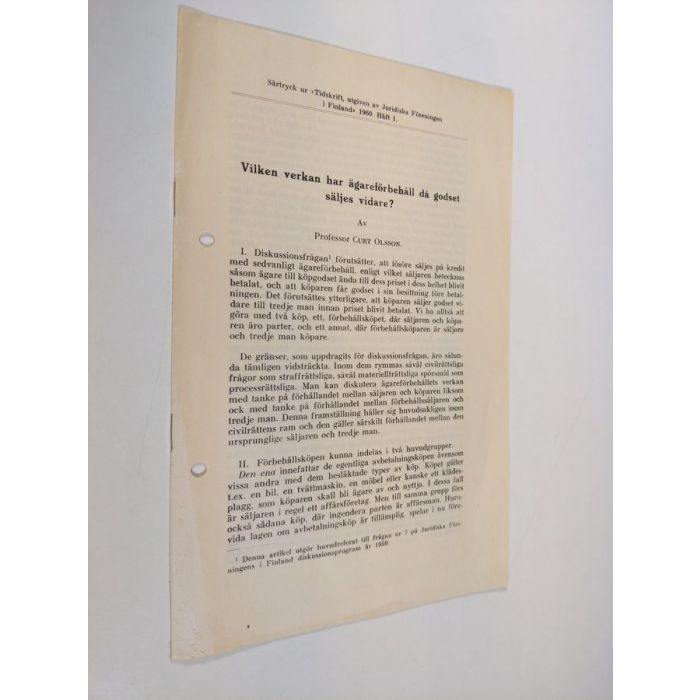 Särtryck ur »Tidskrift, utgiven av Juridiska Föreningen
i Finland» 1960 Häft 1.
Vilken verkan har ägareförbehåll då godset
säljes vidare?
Av
Professor CURT OLSSON.
I. Diskussionsfrågan¹ förutsätter, att lösöre säljes på kredit
med sedvanligt ägareförbehåll, enligt vilket säljaren betecknas
såsom ägare till köpgodset ända till dess priset i dess helhet blivit
betalat, och att köparen får godset i sin besittning före betal-
ningen. Det förutsättes ytterligare, att köparen säljer godset vi-
dare till tredje man innan priset blivit betalat. Vi ha alltså att
göra med två köp, ett, förbehållsköpet, där säljaren och köpa-
ren äro parter, och ett annat, där förbehållsköparen är säljare
och tredje man köpare.
De gränser, som uppdragits för diskussionsfrågan, äro sålun-
da tämligen vidsträckta. Inom dem rymmas såväl civilrättsliga
frågor som straffrättsliga, såväl materiellträttsliga spörsmål som
processrättsliga. Man kan diskutera ägareförbehållets verkan
med tanke på förhållandet mellan säljaren och köparen liksom
ock med tanke på förhållandet mellan förbehållssäljaren och
tredje man. Denna framställning håller sig huvudsakligen inom
civilrättens ram och den gäller särskilt förhållandet mellan den
ursprunglige säljaren och tredje man.
II. Förbehållsköpen kunna indelas i två huvudgrupper.
Den ena innefattar de egentliga avbetalningsköpen ävensom
vissa andra med dem besläktade typer av köp. Köpet gäller
t.ex. en bil, en tvättmaskin, en möbel eller kanske ett klädes-
plagg, som köparen skall bli ägare av och nyttja. I dessa fall
är säljaren i regel ett affärsföretag. Men till samma grupp förs
också sådana köp, där ingendera parten är affärsman. Huru-
vida lagen om avbetalningsköp är tillämplig, spelar i nu före-
¹ Denna artikel utgör huvudreferat till frågan nr 7 på Juridiska Före-
ningens i Finland diskussionsprogram år 1960